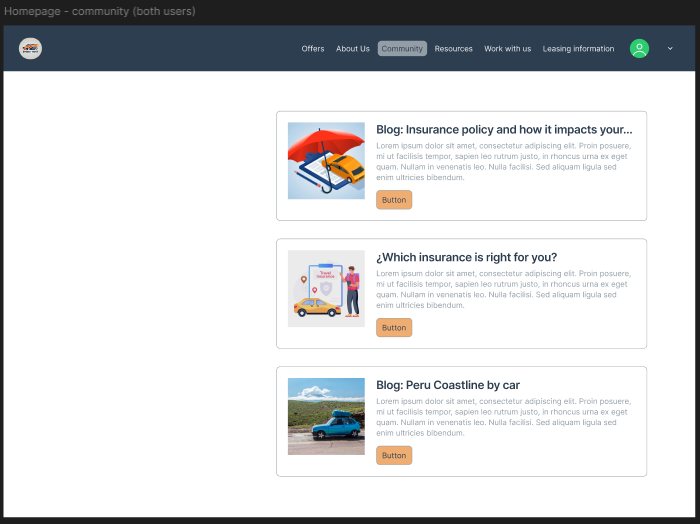 Homepage - community (both users)
Offers About Us Community Resources Work with us Leasing information
Blog: Insurance policy and how it impacts your...
Lorem ipsum dolor sit amet, consectetur adipiscing elit. Proin posuere,
mi ut facilisis tempor, sapien leo rutrum justo, in rhoncus urna ex eget
quam. Nullam in venenatis leo. Nulla facilisi. Sed aliquam ligula sed
enim ultricies bibendum.
Button
Travel
Insurance
¿Which insurance is right for you?
Lorem ipsum dolor sit amet, consectetur adipiscing elit. Proin posuere,
mi ut facilisis tempor, sapien leo rutrum justo, in rhoncus urna ex eget
quam. Nullam in venenatis leo. Nulla facilisi. Sed aliquam ligula sed
enim ultricies bibendum.
Button
Blog: Peru Coastline by car
Lorem ipsum dolor sit amet, consectetur adipiscing elit. Proin posuere,
mi ut facilisis tempor, sapien leo rutrum justo, in rhoncus urna ex eget
quam. Nullam in venenatis leo. Nulla facilisi. Sed aliquam ligula sed
enim ultricies bibendum.
Button